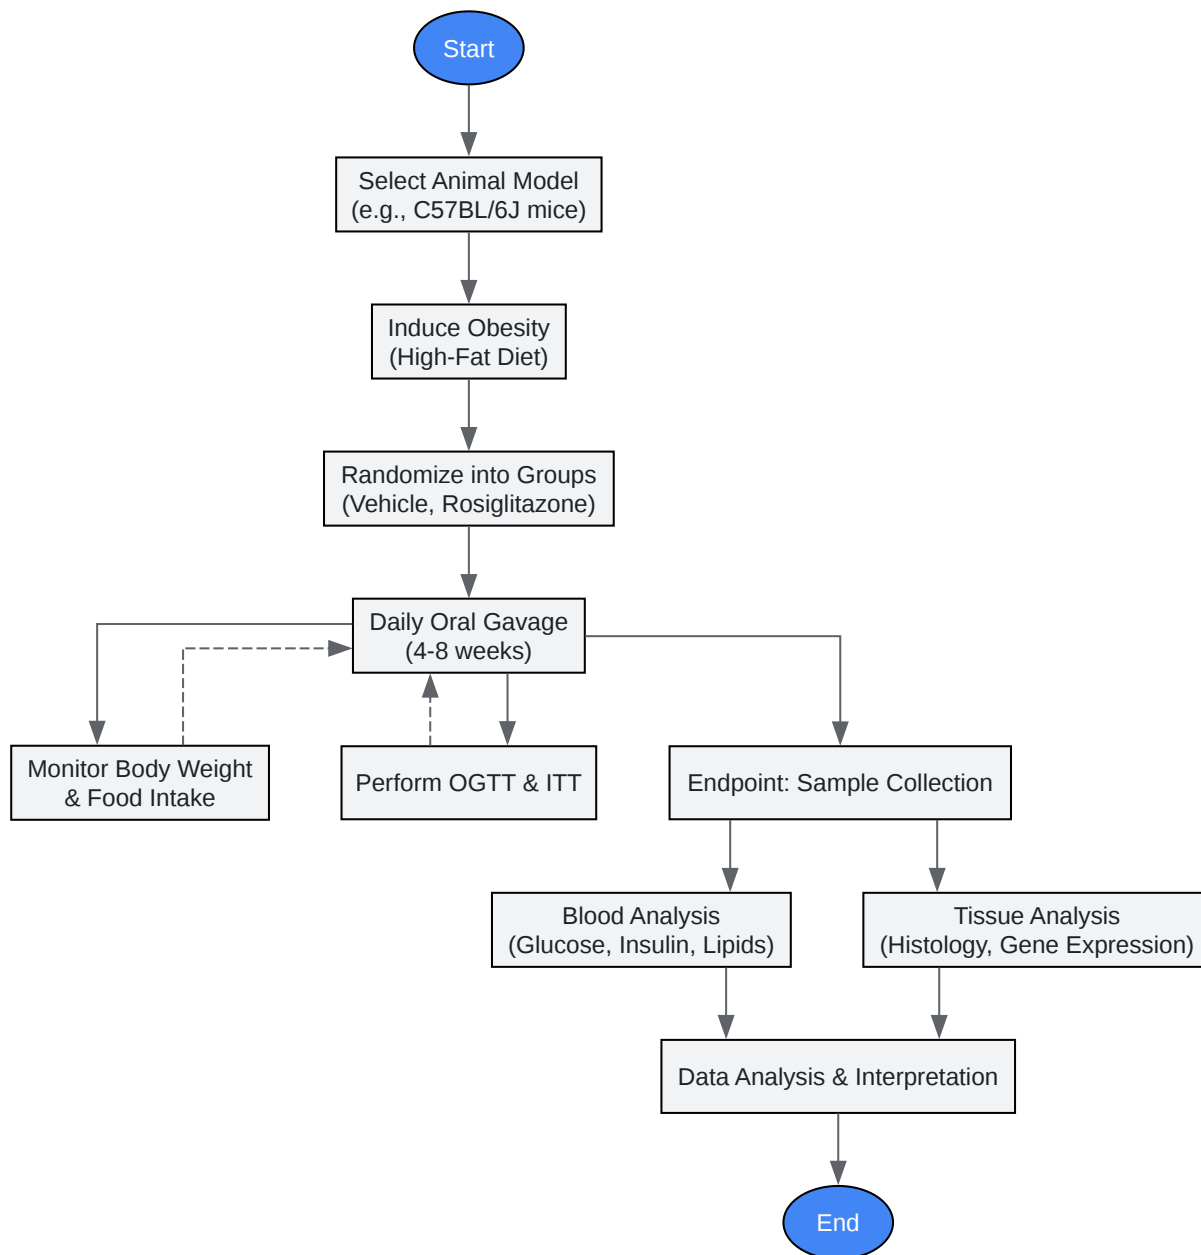 Start
Select Animal Model
(e.g., C57BL/6J mice)
Induce Obesity
(High-Fat Diet)
Randomize into Groups
(Vehicle, Rosiglitazone)
Daily Oral Gavage
(4-8 weeks)
Monitor Body Weight
& Food Intake
Perform OGTT & ITT
Endpoint: Sample Collection
Blood Analysis
(Glucose, Insulin, Lipids)
Tissue Analysis
(Histology, Gene Expression)
Data Analysis & Interpretation
End